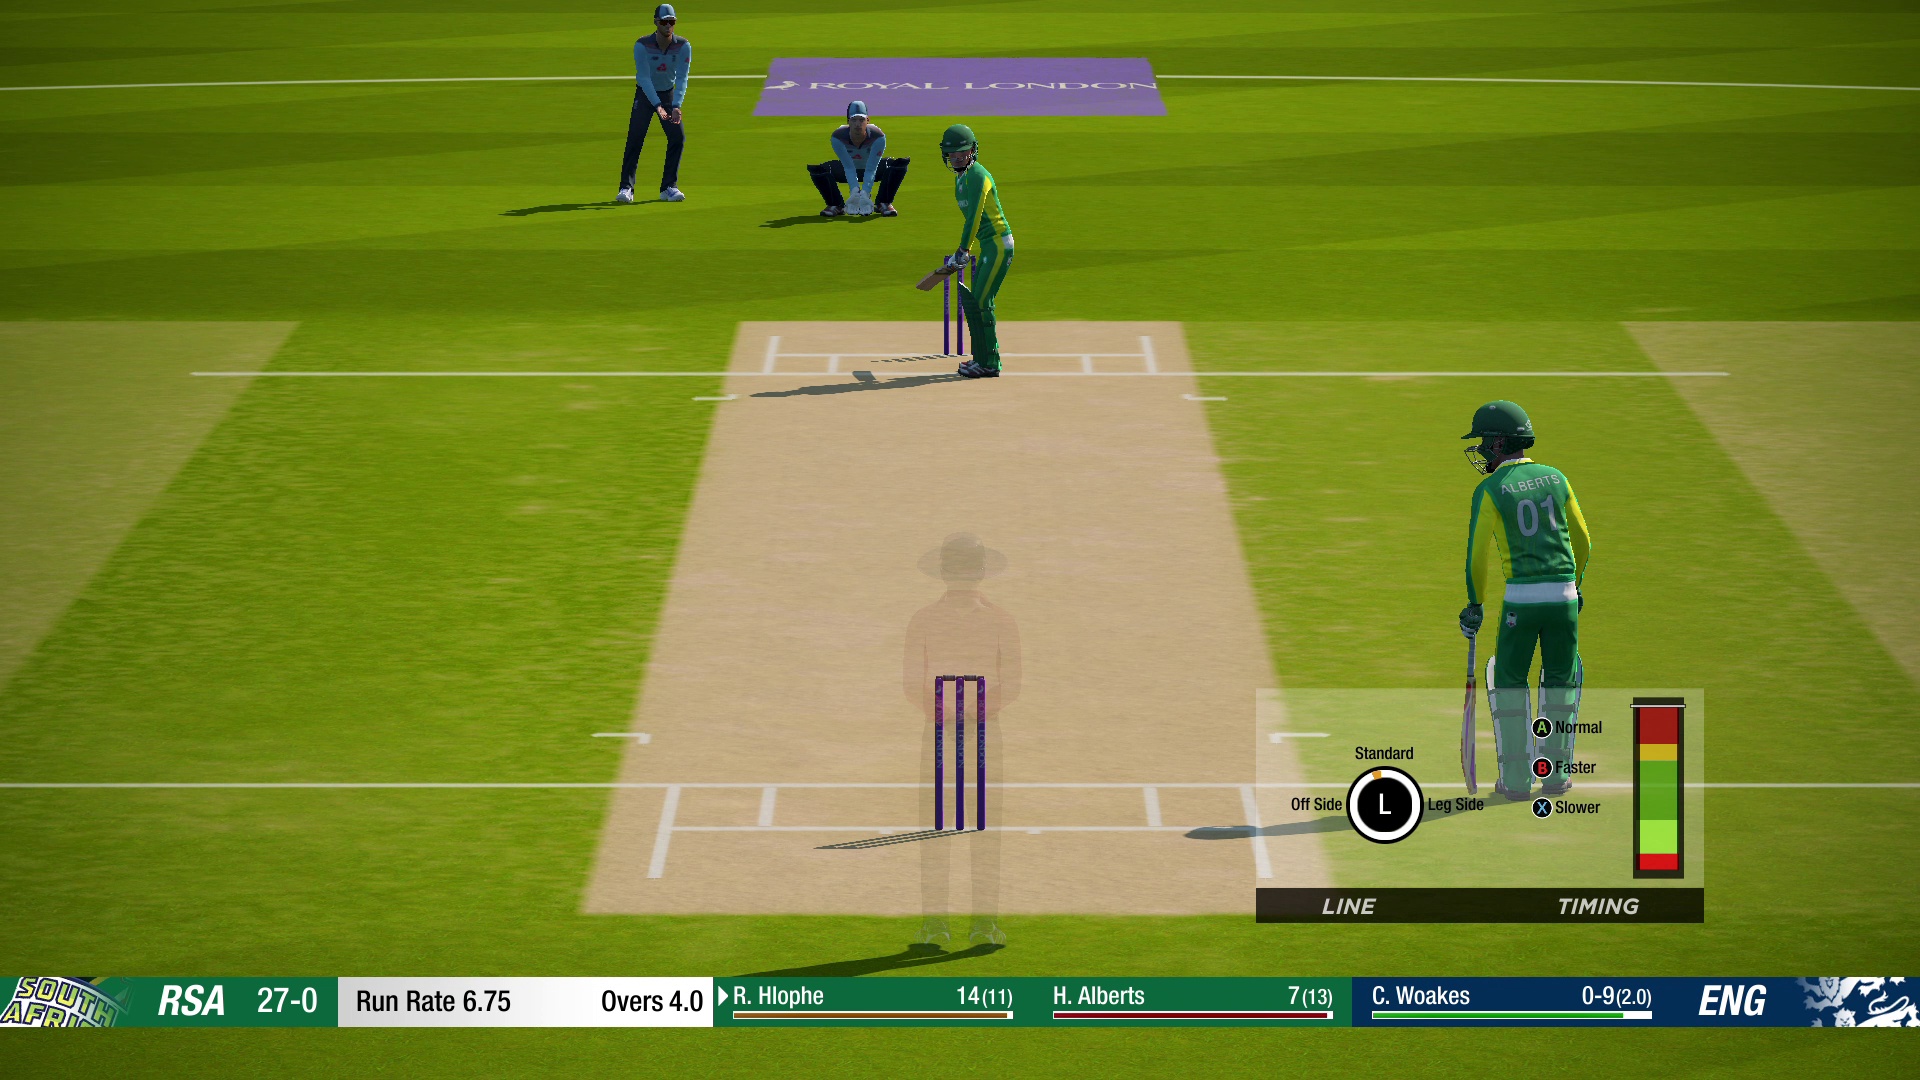 ROYAL LONDON
ALBERTS
01
Standard
Off Side
L
Leg Side
A Normal
B Faster
X Slower
LINE
TIMING
SOUTH
AFRI
RSA 27-0 Run Rate 6.75 Overs 4.0 R. Hlophe 14 (11) H. Alberts 7 (13) C. Woakes 0-9 (2.0) ENG